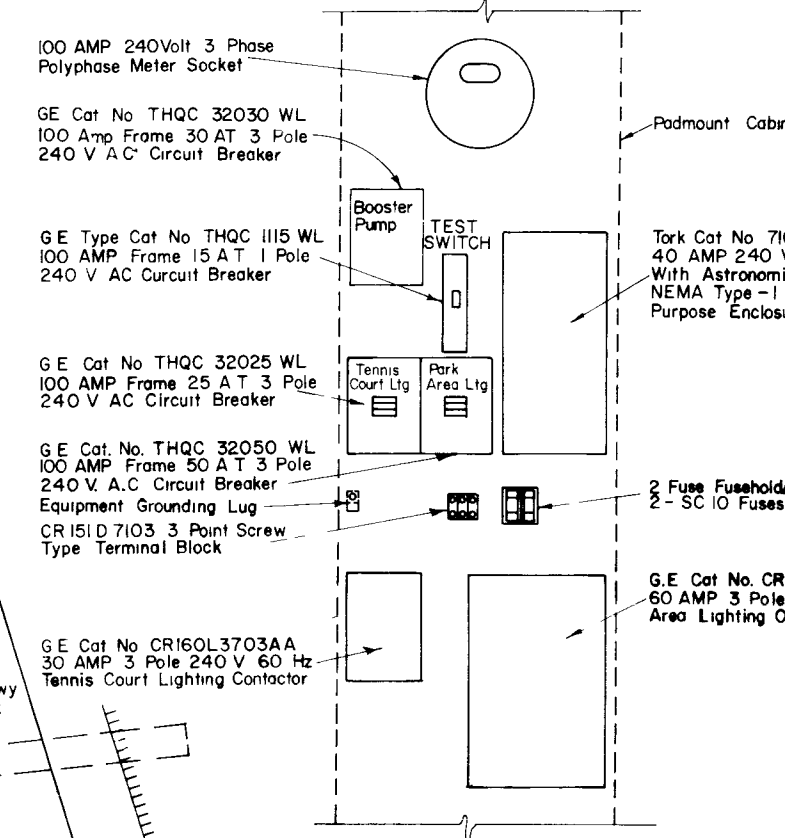 100 AMP 240Volt 3 Phase
Polyphase Meter Socket
GE Cat No THQC 32030 WL
100 Amp Frame 30 AT 3 Pole
240 V AC Circuit Breaker
G E Type Cat No THQC 1115 WL
100 AMP Frame 15 A T 1 Pole
240 V AC Curcuit Breaker
G E Cat No THQC 32025 WL
100 AMP Frame 25 A T 3 Pole
240 V AC Circuit Breaker
G E Cat. No. THQC 32050 WL
100 AMP Frame 50 A T 3 Pole
240 V. A.C Circuit Breaker
Equipment Grounding Lug
CR 151 D 7103 3 Point Screw
Type Terminal Block
G E Cat No CR160L3703AA
30 AMP 3 Pole 240 V 60 Hz
Tennis Court Lighting Contactor
Booster
Pump
TEST
SWITCH
Tennis
Court Ltg
Park
Area Ltg
Padmount
Tork Cat No
40 AMP 240
With
NEMA Type - 1
Purpose
2 Fuse
2 - SC 10 Fuses
G.E Cat No.
60 AMP 3 Pole
Area Lighting